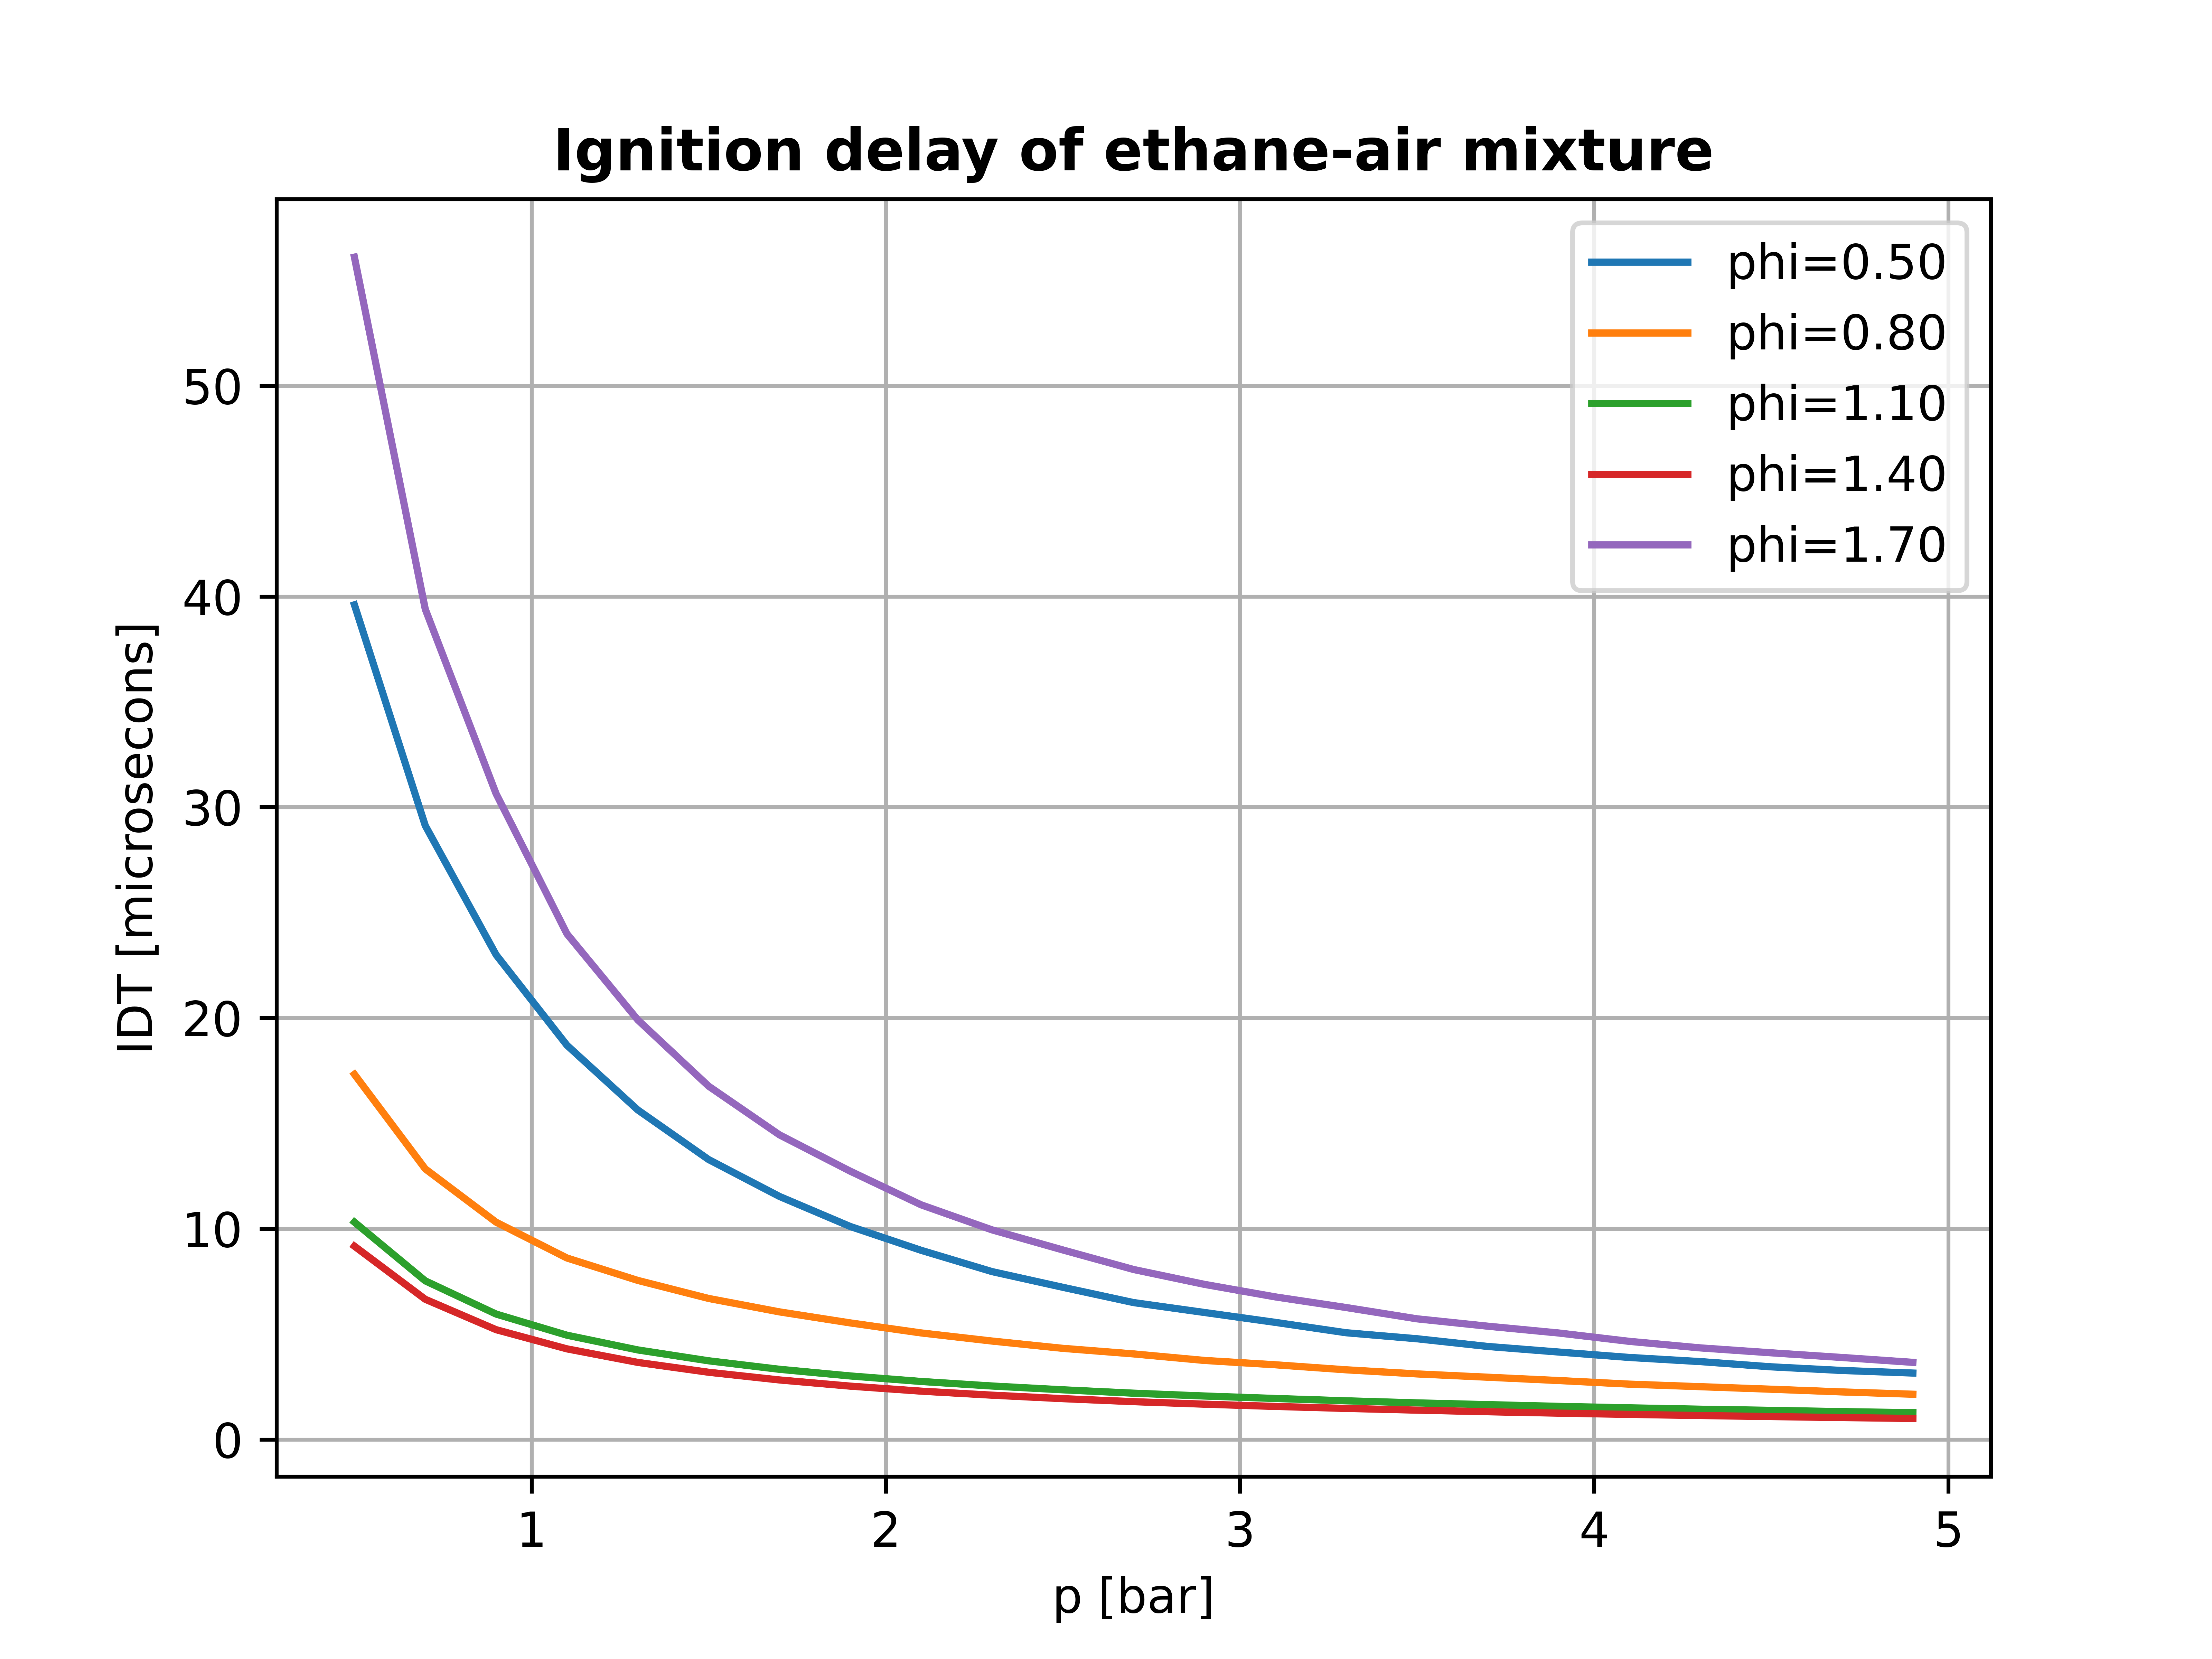 Ignition delay of ethane-air mixture
phi=0.50
phi=0.80
phi=1.10
phi=1.40
phi=1.70
IDT [microseconds]
50
40
30
20
10
0
1 2 3 4 5
p [bar]